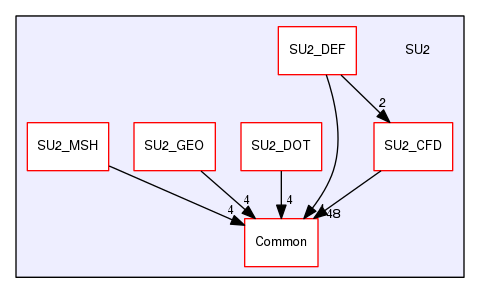 SU2_DEF
SU2
2
SU2_MSH
SU2_GEO
SU2_DOT
SU2_CFD
4
4
4
48
Common